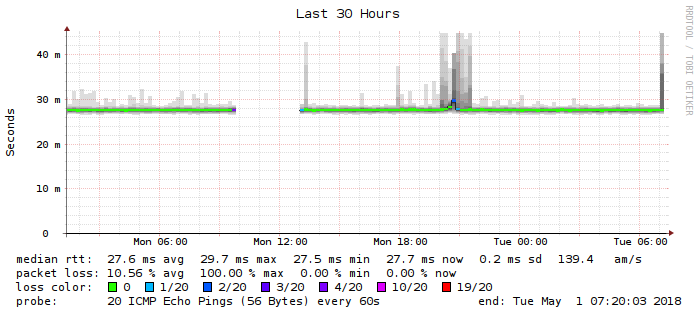 Last 30 Hours
RRDTOOL / TOBI OETIKER
Seconds
40 m
30 m
20 m
10 m
0
Mon 06:00 Mon 12:00 Mon 18:00 Tue 00:00 Tue 06:00
median rtt: 27.6 ms avg 29.7 ms max 27.5 ms min 27.7 ms now 0.2 ms sd 139.4 am/s
packet loss: 10.56 % avg 100.00 % max 0.00 % min 0.00 % now
loss color: 0 1/20 2/20 3/20 4/20 10/20 19/20
probe: 20 ICMP Echo Pings (56 Bytes) every 60s end: Tue May 1 07:20:03 2018